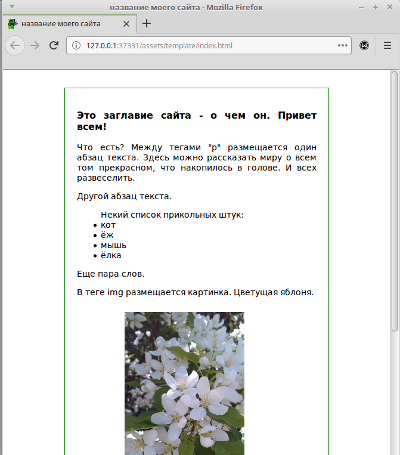 название моего сайта - Mozilla Firefox
название моего сайта
127.0.0.1:37331/assets/template/index.html
Это заглавие сайта - о чем он. Привет
всем!
Что есть? Между тегами "p" размещается один
абзац текста. Здесь можно рассказать миру о всем
том прекрасном, что накопилось в голове. И всех
развеселить.
Другой абзац текста.
Некий список прикольных штук:
кот
ёж
мышь
ёлка
Еще пара слов.
В теге img размещается картинка. Цветущая яблоня.